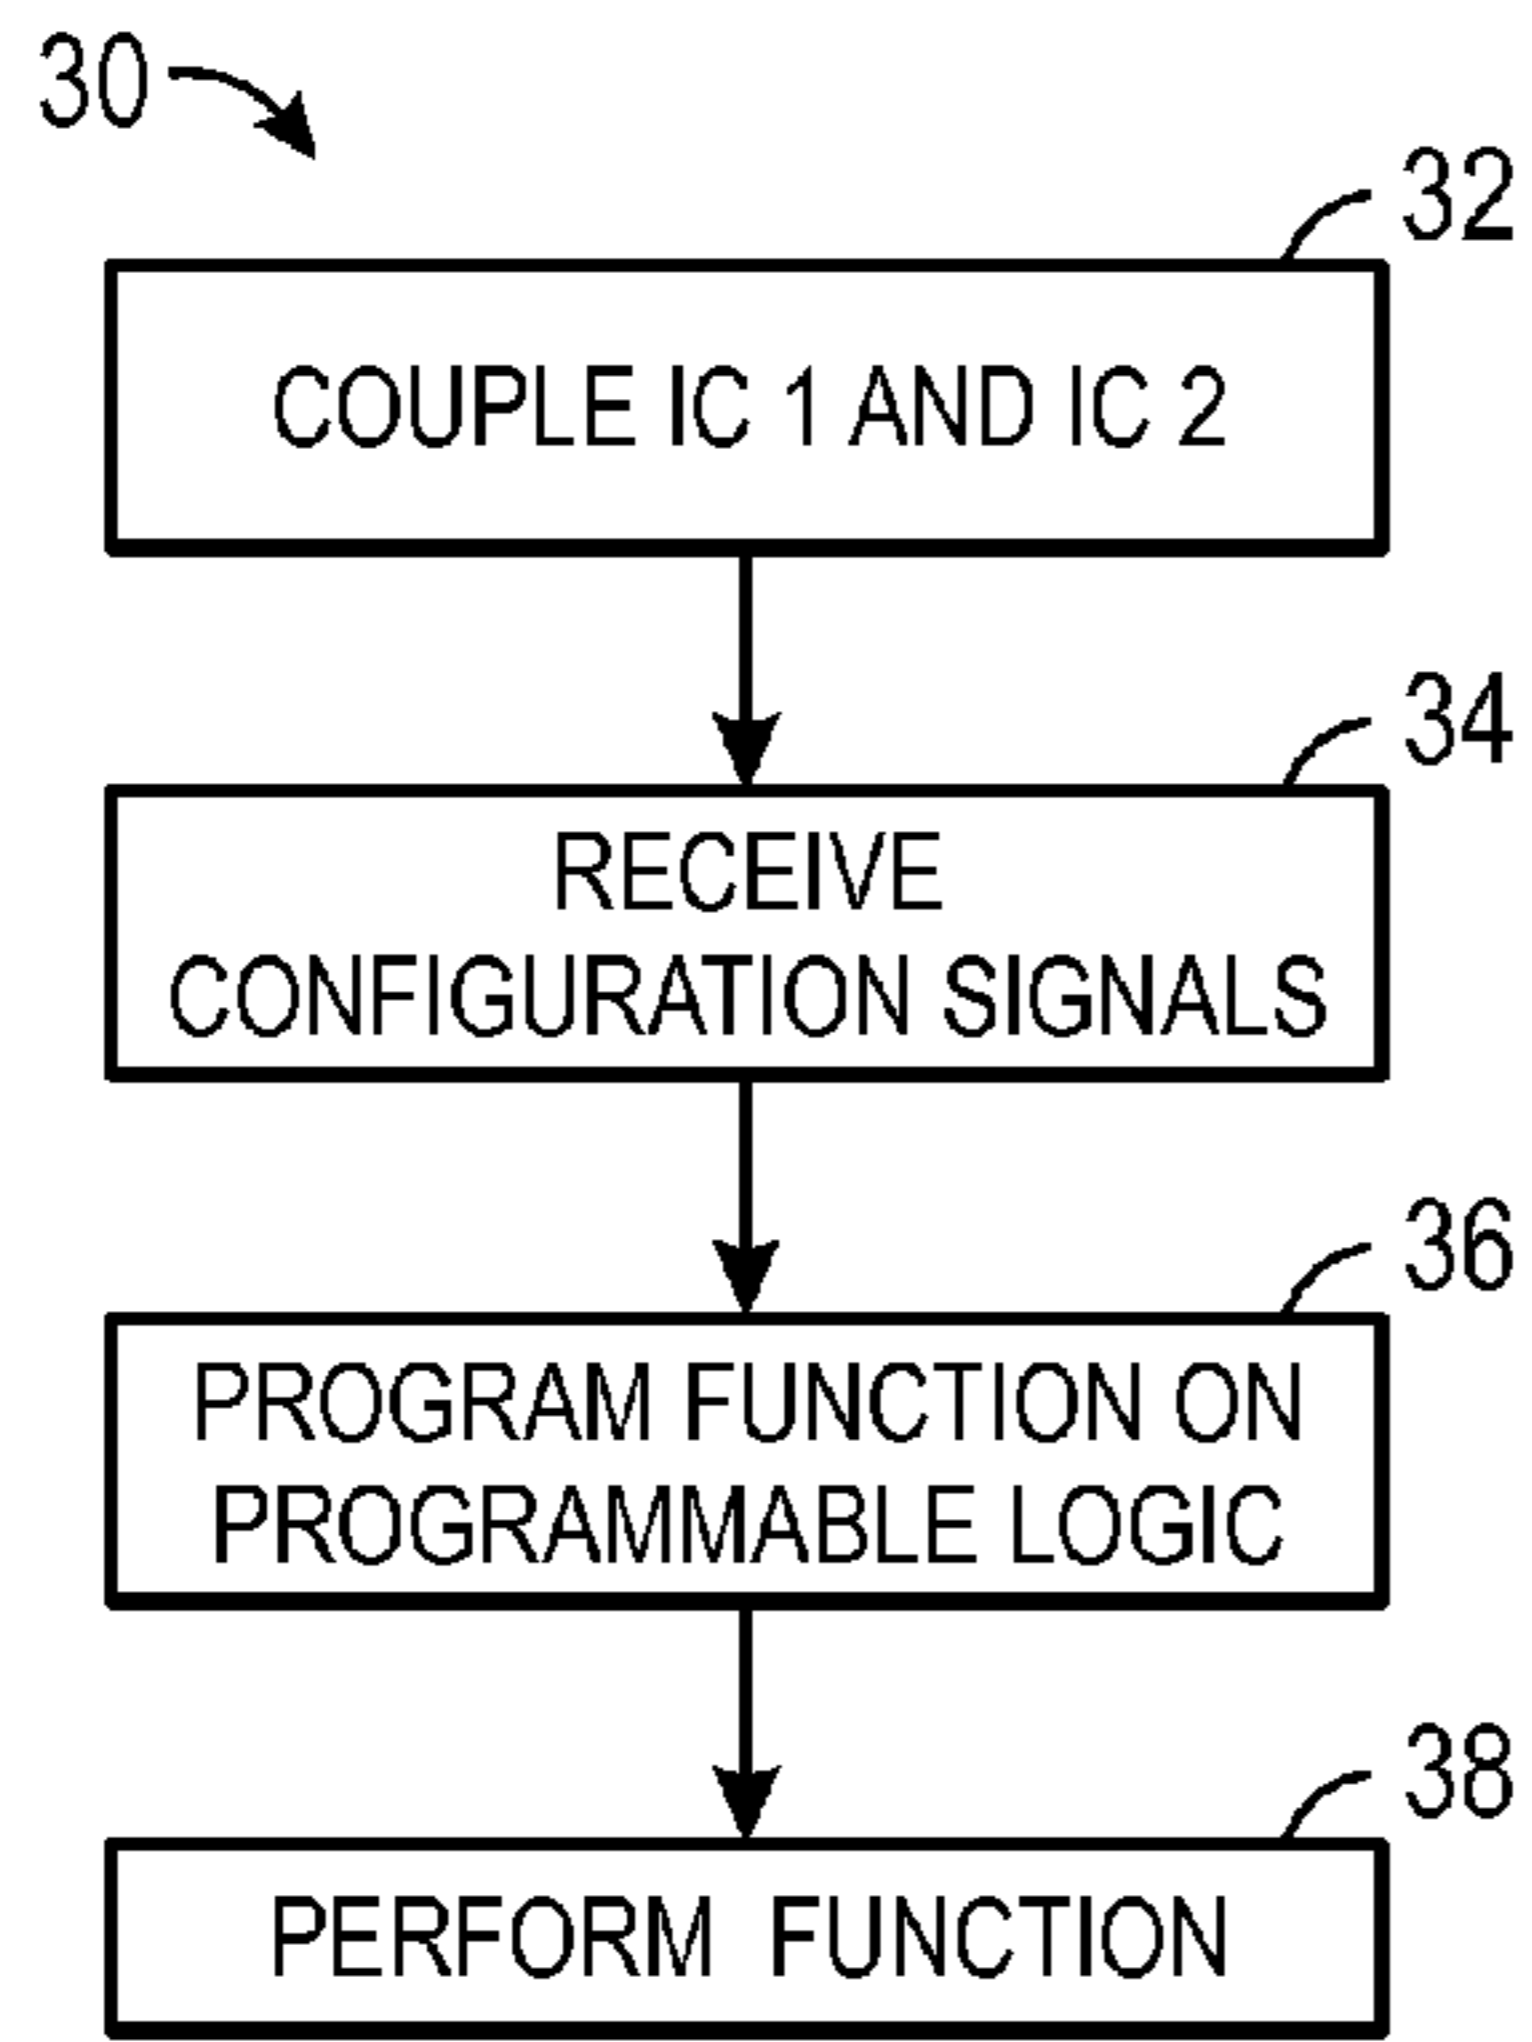 30
32
COUPLE IC 1 AND IC 2
34
RECEIVE
CONFIGURATION SIGNALS
36
PROGRAM FUNCTION ON
PROGRAMMABLE LOGIC
38
PERFORM FUNCTION